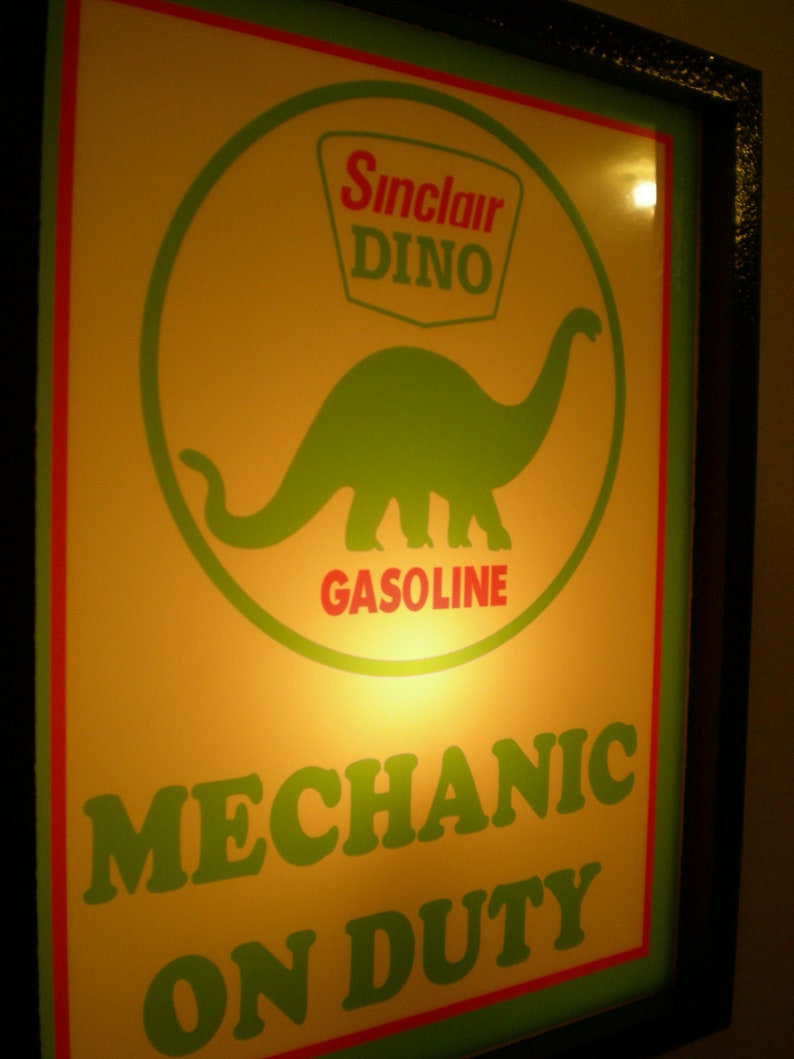 Sinclair
DINO
GASOLINE
MECHANIC
ON DUTY